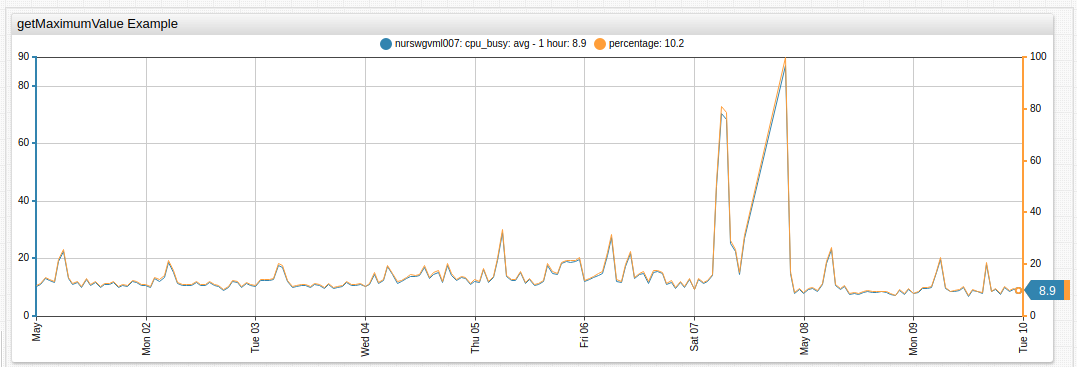 getMaximumValue Example
nurswgvml007: cpu_busy: avg - 1 hour: 8.9 percentage: 10.2
90 100
80 80
60 60
40 40
20 20
0 0
8.9
May Mon 02 Tue 03 Wed 04 Thu 05 Fri 06 Sat 07 May 08 Mon 09 Tue 10